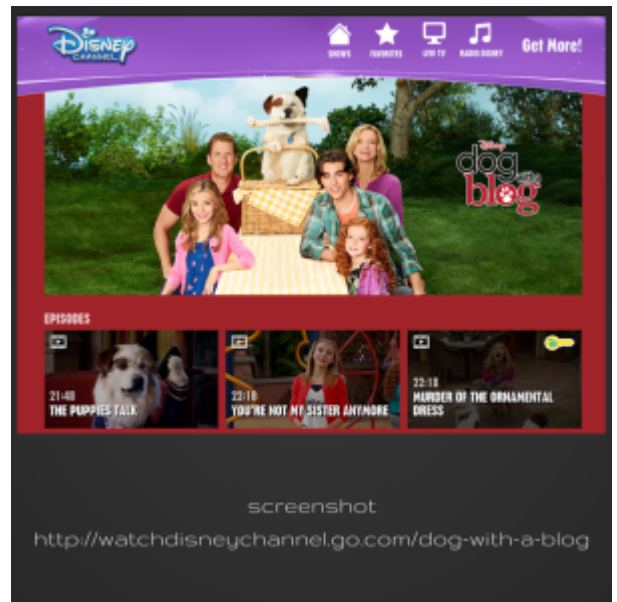 Disney
CHANNEL
SHOWS
FAVORITES
LIVE TV
RADIO DISNEY
Get More!
Disney
dog
with a
blog
EPISODES
21:48
THE PUPPIES TALK
22:18
YOU'RE NOT MY SISTER ANYMORE
22:18
MURDER OF THE ORNAMENTAL
DRESS
screenshot
http://watchdisneychannel.go.com/dog-with-a-blog